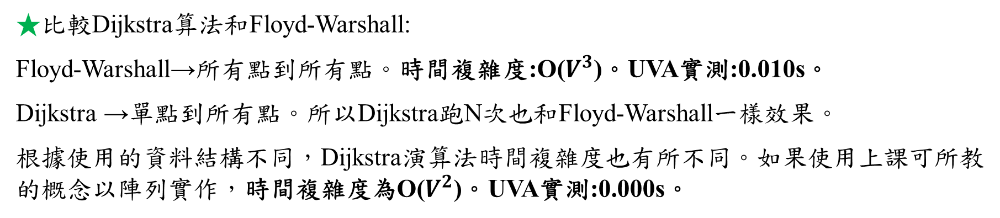 ★比較Dijkstra算法和Floyd-Warshall:
Floyd-Warshall→所有點到所有點。時間複雜度:O(V³)。UVA實測:0.010s。
Dijkstra →單點到所有點。所以Dijkstra跑N次也和Floyd-Warshall一樣效果。
根據使用的資料結構不同，Dijkstra演算法時間複雜度也有所不同。如果使用上課可所教
的概念以陣列實作，時間複雜度為O(V²)。UVA實測:0.000s。